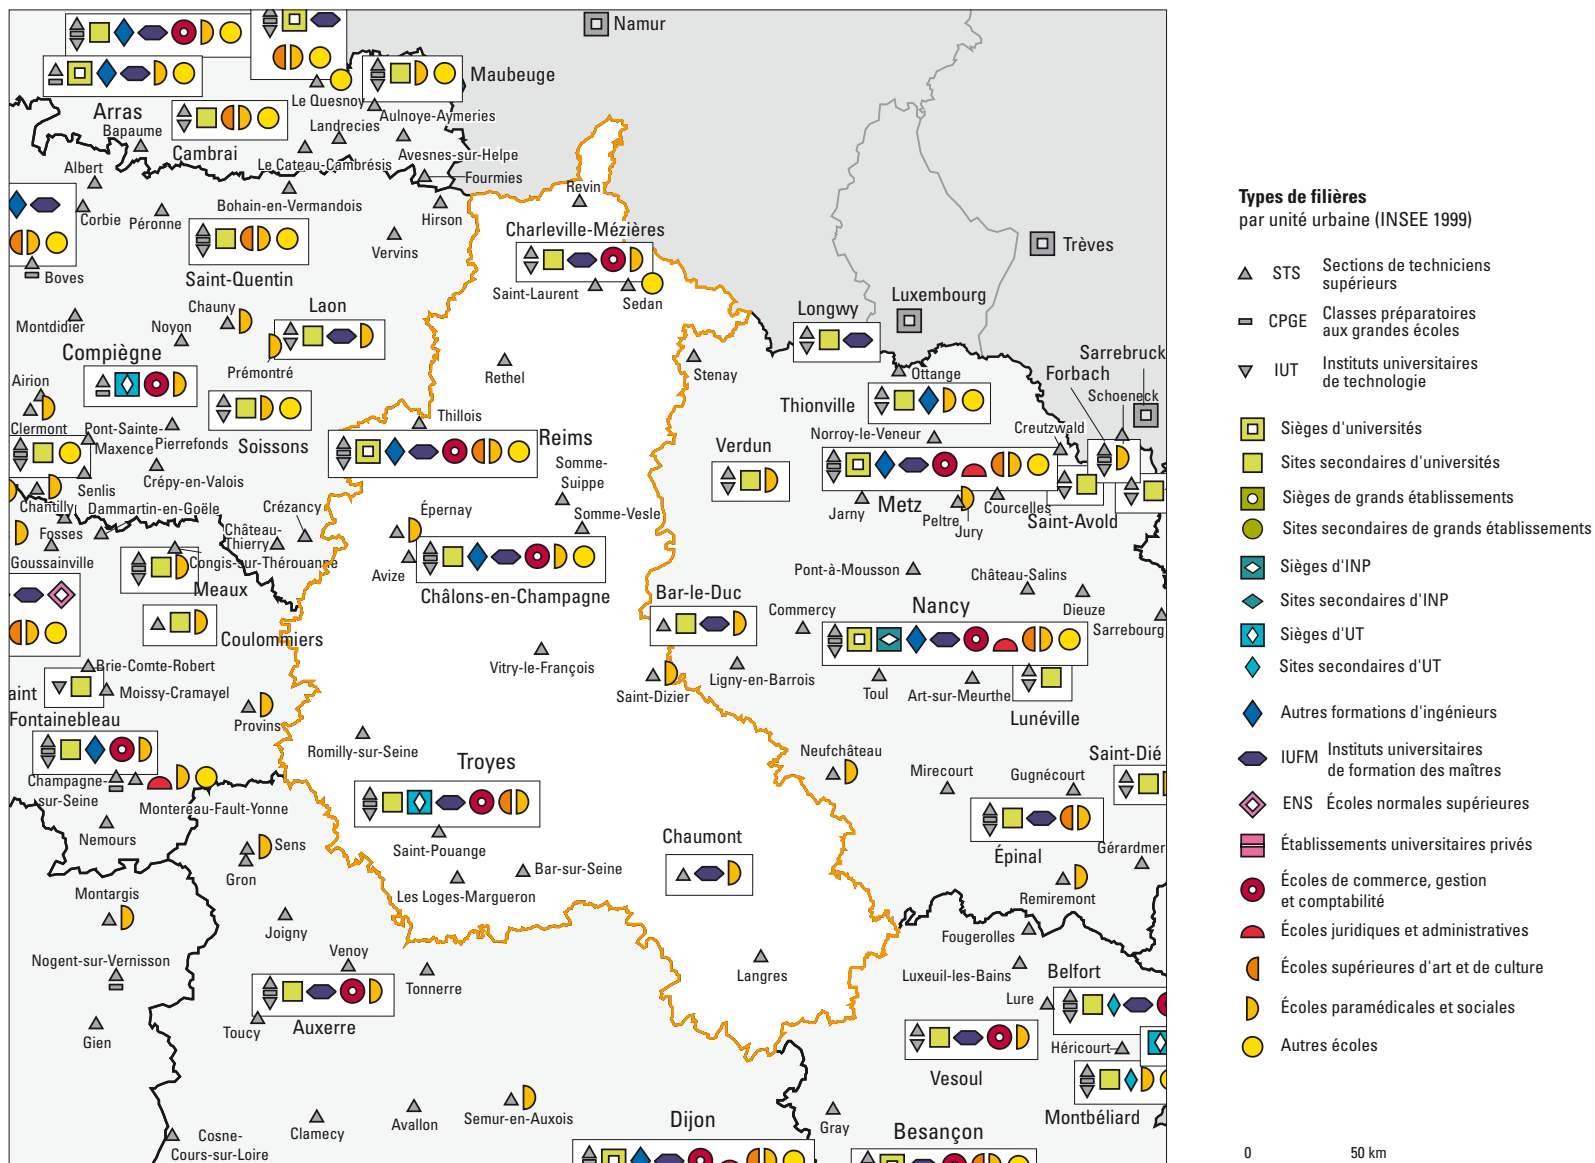 Namur
Maubeuge
Le Quesnoy
Arras
Aulnoye-Aymeries
Bapaume
Landrecies
Cambrai
Avesnes-sur-Helpe
Le Cateau-Cambrésis
Albert
Fourmies
Revin
Corbie
Péronne
Bohain-en-Vermandois
Hirson
Charleville-Mézières
Trèves
Vervins
Saint-Quentin
Boves
Saint-Laurent
Sedan
Luxembourg
Longwy
Chauny
Laon
Montdidier
Noyon
Compiègne
Prémontré
Sarrebruck
Forbach
Rethel
Stenay
Ottange
Schoeneck
Airion
Thionville
Clermont
Pont-Sainte-
Maxence
Pierrefonds
Soissons
Thillois
Reims
Verdun
Norroy-le-Veneur
Creutzwald
Senlis
Crépy-en-Valois
Somme-
Suippe
Chantilly
Dammartin-en-Goële
Crézancy
Épernay
Somme-Vesle
Jarny
Metz
Peltre
Courcelles
Jury
Saint-Avold
Fosses
Château-
Thierry
Goussainville
Congis-sur-Thérouanne
Avize
Meaux
Châlons-en-Champagne
Pont-à-Mousson
Château-Salins
Bar-le-Duc
Commercy
Nancy
Dieuze
Sarrebourg
Coulommiers
Brie-Comte-Robert
Vitry-le-François
aint
Moissy-Cramayel
Saint-Dizier
Ligny-en-Barrois
Toul
Art-sur-Meurthe
Lunéville
Fontainebleau
Provins
Romilly-sur-Seine
Troyes
Neufchâteau
Saint-Dié
Mirecourt
Gugnécourt
Champagne-
sur-Seine
Montereau-Fault-Yonne
Nemours
Sens
Saint-Pouange
Chaumont
Épinal
Gérardmer
Gron
Bar-sur-Seine
Les Loges-Margueron
Remiremont
Montargis
Joigny
Fougerolles
Venoy
Nogent-sur-Vernisson
Tonnerre
Langres
Luxeuil-les-Bains
Belfort
Lure
Auxerre
Toucy
Gien
Héricourt
Vesoul
Montbéliard
Semur-en-Auxois
Avallon
Clamecy
Dijon
Gray
Besançon
Cosne-
Cours-sur-Loire
Types de filières
par unité urbaine (INSEE 1999)
STS Sections de techniciens
supérieurs
CPGE Classes préparatoires
aux grandes écoles
IUT Instituts universitaires
de technologie
Sièges d'universités
Sites secondaires d'universités
Sièges de grands établissements
Sites secondaires de grands établissements
Sièges d'INP
Sites secondaires d'INP
Sièges d'UT
Sites secondaires d'UT
Autres formations d'ingénieurs
IUFM Instituts universitaires
de formation des maîtres
ENS Écoles normales supérieures
Établissements universitaires privés
Écoles de commerce, gestion
et comptabilité
Écoles juridiques et administratives
Écoles supérieures d'art et de culture
Écoles paramédicales et sociales
Autres écoles
0 50 km